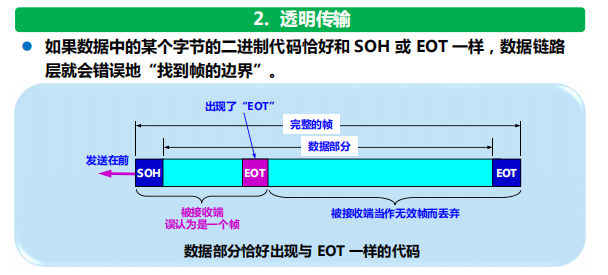 2. 透明传输
如果数据中的某个字节的二进制代码恰好和 SOH 或 EOT 一样，数据链路
层就会错误地“找到帧的边界”。
出现了“EOT”
完整的帧
数据部分
发送在前
SOH
EOT
EOT
被接收端
误认为是一个帧
被接收端当作无效帧而丢弃
数据部分恰好出现与 EOT 一样的代码